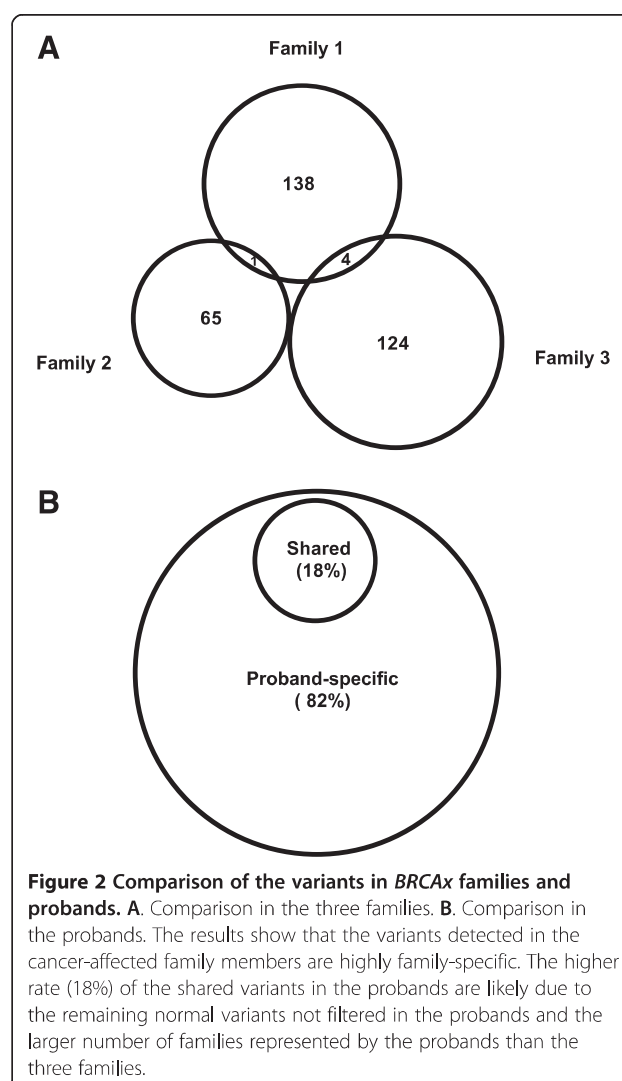 A
Family 1
138
1
4
65
124
Family 2
Family 3
B
Shared
(18%)
Proband-specific
( 82%)
Figure 2 Comparison of the variants in BRCAx families and
probands. A. Comparison in the three families. B. Comparison in
the probands. The results show that the variants detected in the
cancer-affected family members are highly family-specific. The higher
rate (18%) of the shared variants in the probands are likely due to
the remaining normal variants not filtered in the probands and the
larger number of families represented by the probands than the
three families.